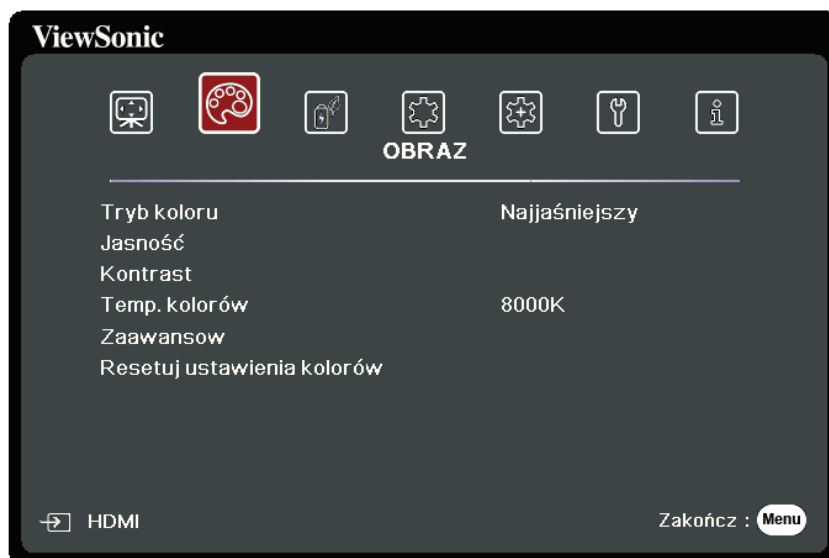 ViewSonic
OBRAZ
Tryb koloru Najjaśniejszy
Jasność
Kontrast
Temp. kolorów 8000K
Zaawansow
Resetuj ustawienia kolorów
HDMI Zakończ : Menu